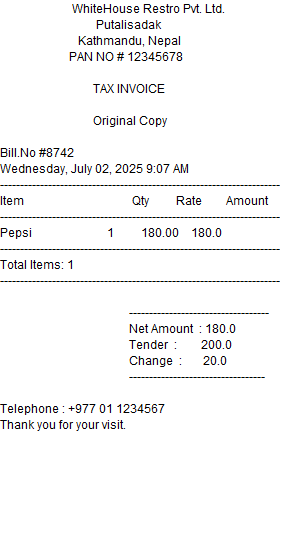 WhiteHouse Restro Pvt. Ltd.
Putalisadak
Kathmandu, Nepal
PAN NO # 12345678
TAX INVOICE
Original Copy
Bill.No #8742
Wednesday, July 02, 2025 9:07 AM
----------------------------------------------------------------------
Item Qty Rate Amount
----------------------------------------------------------------------
Pepsi 1 180.00 180.0
----------------------------------------------------------------------
Total Items: 1
----------------------------------------------------------------------
-----------------------------------
Net Amount : 180.0
Tender : 200.0
Change : 20.0
----------------------------------
Telephone : +977 01 1234567
Thank you for your visit.